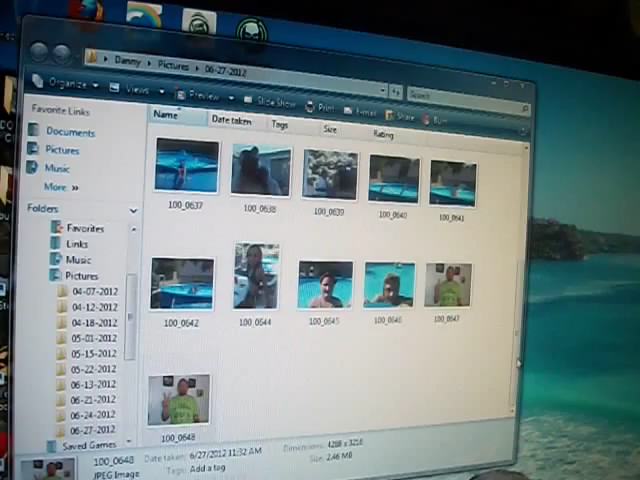 Danny Pictures 06-27-2012
Search
Organize Views Preview Slide Show Print E-mail Share Burn
Favorite Links
Documents
Pictures
Music
More »
Folders
Favorites
Links
Music
Pictures
04-07-2012
04-12-2012
04-18-2012
05-01-2012
05-15-2012
05-22-2012
06-13-2012
06-21-2012
06-24-2012
06-27-2012
Saved Games
Name Date taken Tags Size Rating
100_0637 100_0638 100_0639 100_0640 100_0641
100_0642 100_0644 100_0645 100_0646 100_0647
100_0648
100_0648 Date taken: 6/27/2012 11:32 AM Dimensions: 4288 x 3216
JPEG Image Tags: Add a tag Size: 2.46 MB